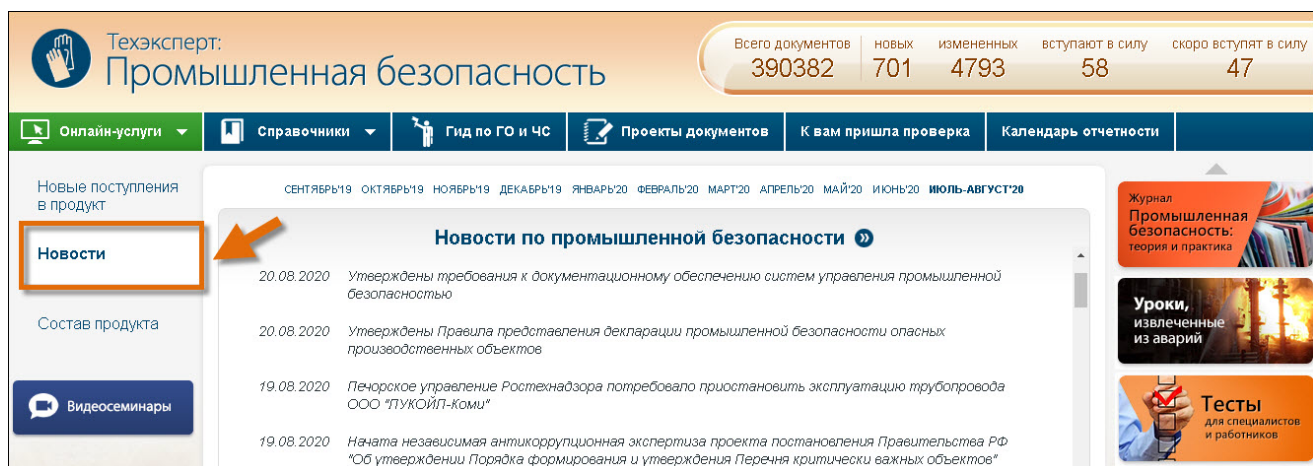 Техэксперт:
Промышленная безопасность
Всего документов новых измененных вступают в силу скоро вступят в силу
390382 701 4793 58 47
Онлайн-услуги Справочники Гид по ГО и ЧС Проекты документов К вам пришла проверка Календарь отчетности
Новые поступления
в продукт
Новости
Состав продукта
Видеосеминары
СЕНТЯБРЬ'19 ОКТЯБРЬ'19 НОЯБРЬ'19 ДЕКАБРЬ'19 ЯНВАРЬ'20 ФЕВРАЛЬ'20 МАРТ'20 АПРЕЛЬ'20 МАЙ'20 ИЮНЬ'20 ИЮЛЬ-АВГУСТ'20
Новости по промышленной безопасности
20.08.2020 Утверждены требования к документационному обеспечению систем управления промышленной
безопасностью
20.08.2020 Утверждены Правила представления декларации промышленной безопасности опасных
производственных объектов
19.08.2020 Печорское управление Ростехнадзора потребовало приостановить эксплуатацию трубопровода
ООО "ЛУКОЙЛ-Коми"
19.08.2020 Начата независимая антикоррупционная экспертиза проекта постановления Правительства РФ
"Об утверждении Порядка формирования и утверждения Перечня критически важных объектов"
Журнал
Промышленная
безопасность:
теория и практика
Уроки,
извлеченные
из аварий
Тесты
для специалистов
и работников